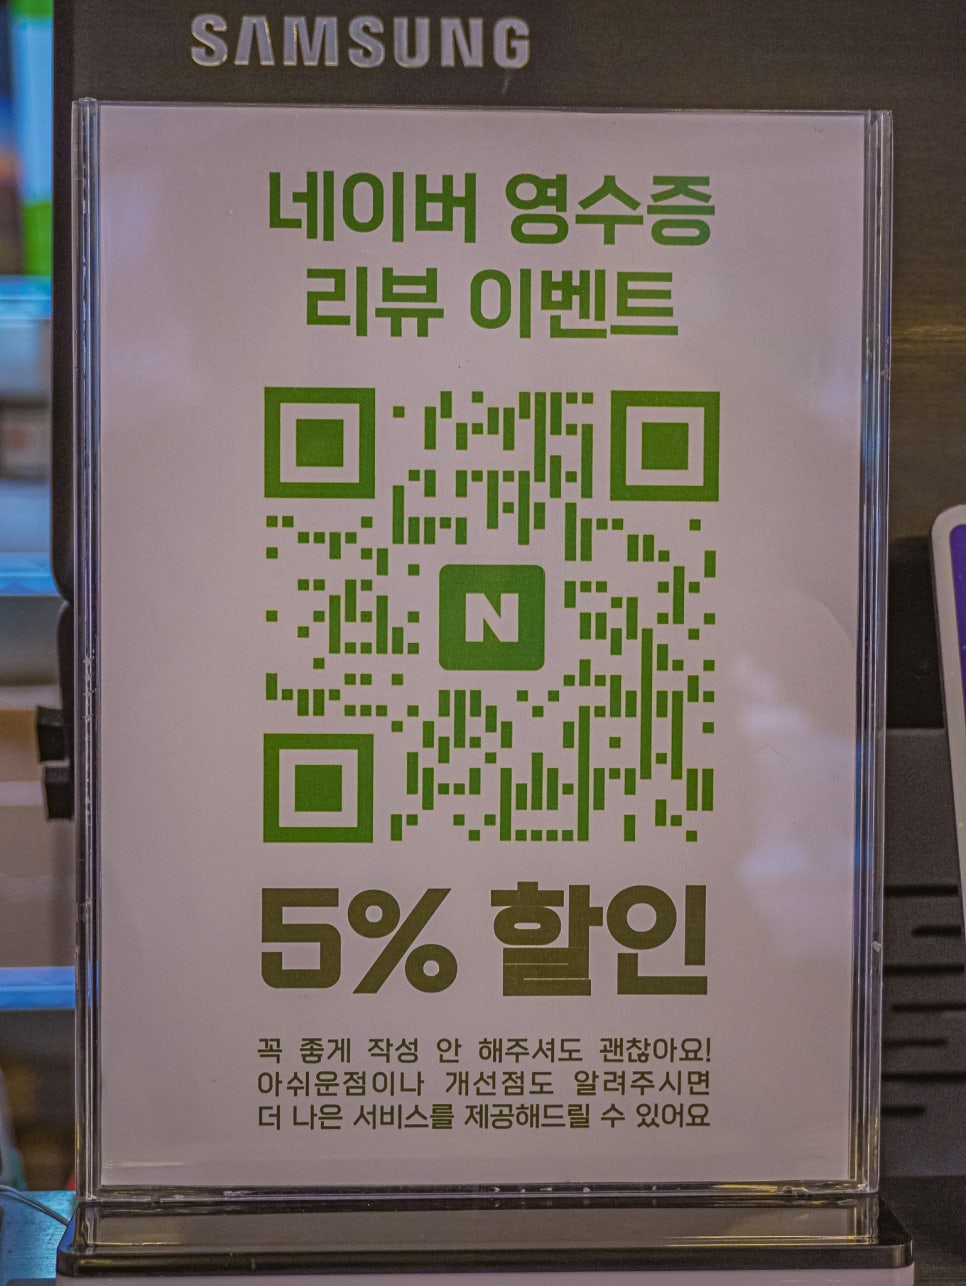 SAMSUNG
네이버 영수증
리뷰 이벤트
N
5% 할인
꼭 좋게 작성 안 해주셔도 괜찮아요!
아쉬운점이나 개선점도 알려주시면
더 나은 서비스를 제공해드릴 수 있어요